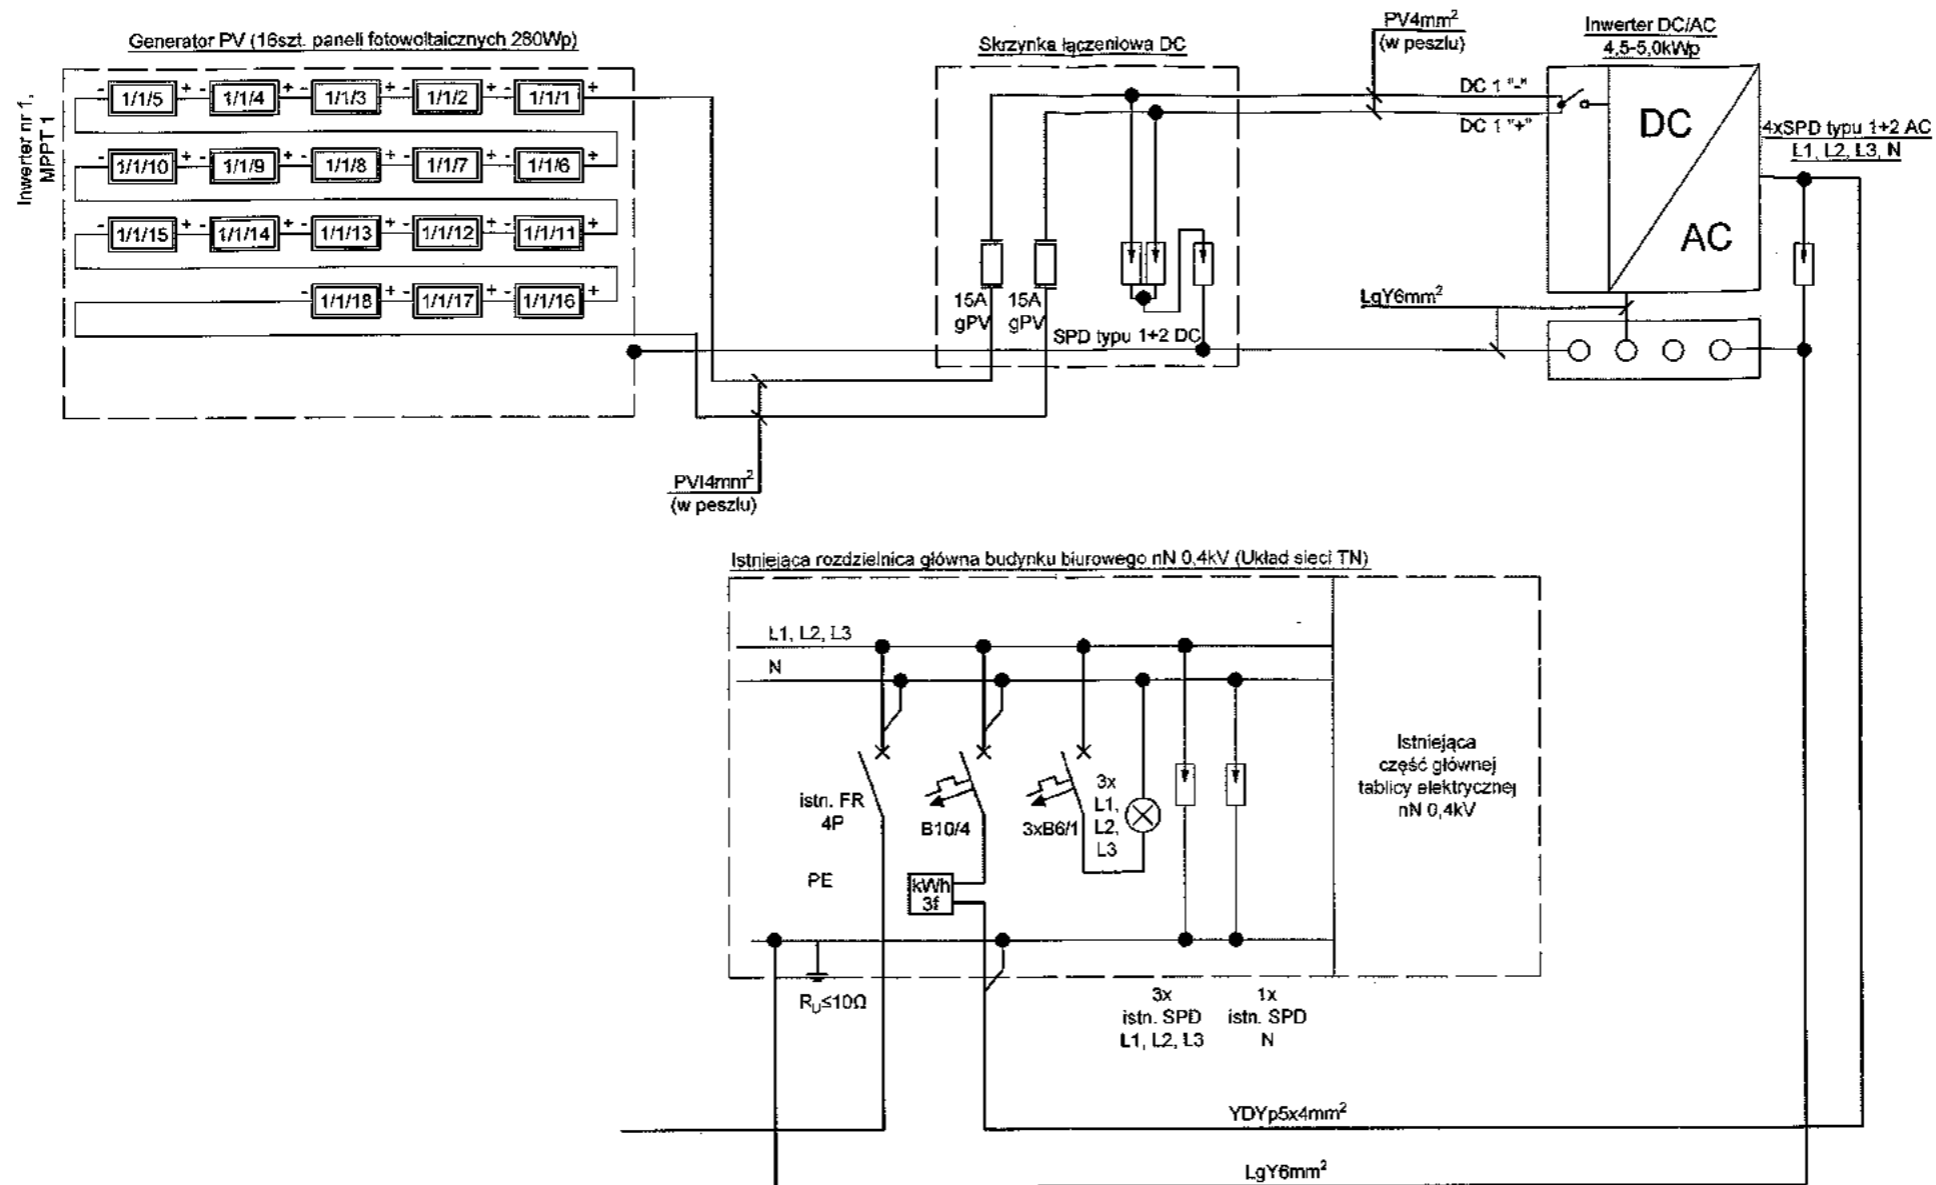 Generator PV (16szt. paneli fotowoltaicznych 280Wp)
Inwerter nr 1,
MPPT 1
- 1/1/5 + - 1/1/4 + - 1/1/3 + - 1/1/2 + - 1/1/1 +
- 1/1/10 + - 1/1/9 + - 1/1/8 + - 1/1/7 + - 1/1/6 +
- 1/1/15 + - 1/1/14 + - 1/1/13 + - 1/1/12 + - 1/1/11 +
- 1/1/18 + - 1/1/17 + - 1/1/16 +
PVI4mm²
(w peszlu)
Skrzynka łączeniowa DC
15A
gPV
15A
gPV
SPD typu 1+2 DC
PV4mm²
(w peszlu)
DC 1 "-"
DC 1 "+"
Inwerter DC/AC
4,5-5,0kWp
DC
AC
4xSPD typu 1+2 AC
L1, L2, L3, N
LgY6mm²
Istniejąca rozdzielnica główna budynku biurowego nN 0,4kV (Układ sieci TN)
L1, L2, L3
N
istn. FR
4P
B10/4
3xB6/1
3x
L1,
L2,
L3
PE
kWh
3f
R_U≤10Ω
3x
istn. SPD
L1, L2, L3
1x
istn. SPD
N
Istniejąca
część głównej
tablicy elektrycznej
nN 0,4kV
YDYp5x4mm²
LgY6mm²